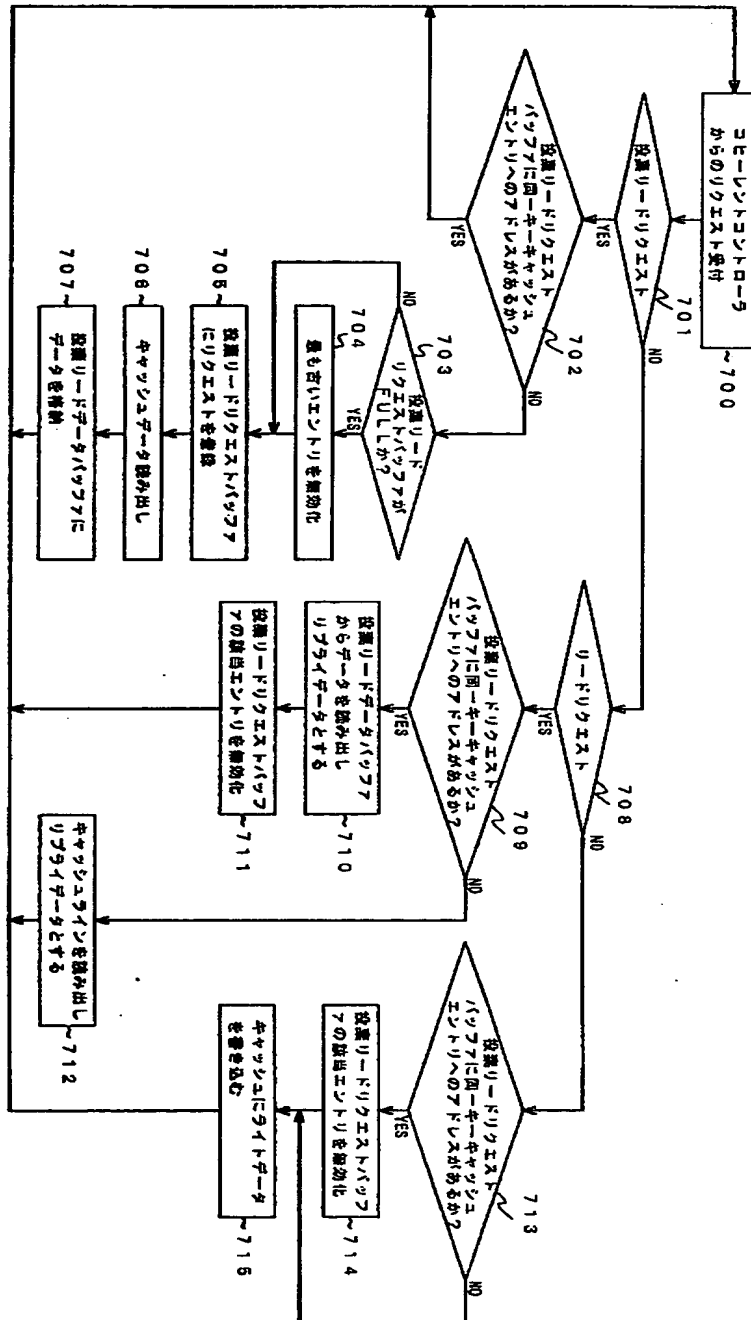 コヒーレントコントローラ
からのリクエスト受付
~700
投機リードリクエスト
701
YES
NO
投機リードリクエスト
バッファに同一キーキャッシュ
エントリへのアドレスがあるか?
702
YES
NO
投機リード
リクエストバッファが
FULLか?
703
YES
NO
最も古いエントリを無効化
704
投機リードリクエストバッファ
にリクエストを登録
705~
キャッシュデータ読み出し
706~
投機リードデータバッファに
データを格納
707~
リードリクエスト
708
YES
NO
投機リードリクエスト
バッファに同一キーキャッシュ
エントリへのアドレスがあるか?
709
YES
NO
投機リードデータバッファ
からデータを読み出し
リプライデータとする
~710
投機リードリクエストバッフ
ァの該当エントリを無効化
~711
キャッシュラインを読み出し
リプライデータとする
~712
投機リードリクエスト
バッファに同一キーキャッシュ
エントリへのアドレスがあるか?
713
YES
NO
投機リードリクエストバッフ
ァの該当エントリを無効化
~714
キャッシュにライトデータ
を書き込む
~715